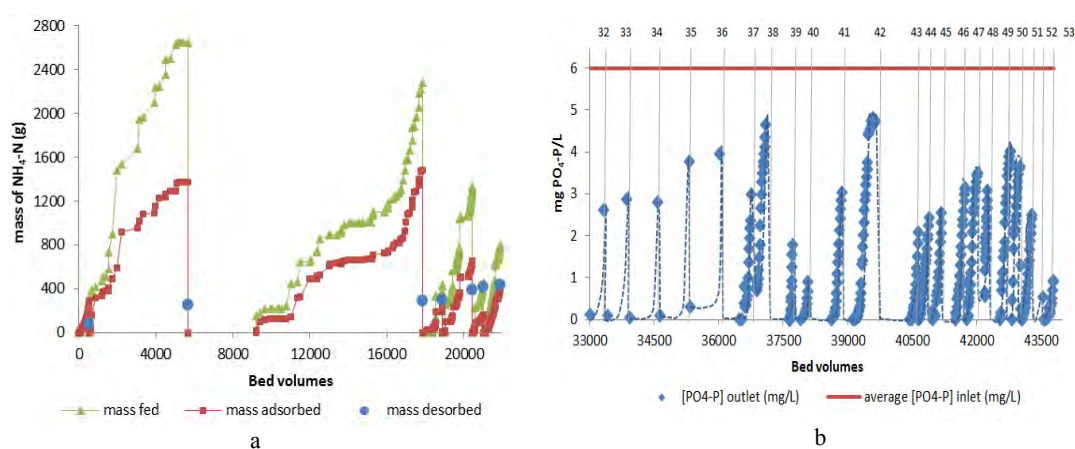 2800
2400
2000
1600
1200
800
400
0
mass of NH₄-N (g)
0 4000 8000 12000 16000 20000
Bed volumes
mass fed mass adsorbed mass desorbed
a
32 33 34 35 36 37 38 39 40 41 42 43 44 45 46 47 48 49 50 51 52 53
6
5
4
3
2
1
0
mg PO₄-P/L
33000 34500 36000 37500 39000 40500 42000 43500
Bed volumes
[PO4-P] outlet (mg/L) average [PO4-P] inlet (mg/L)
b